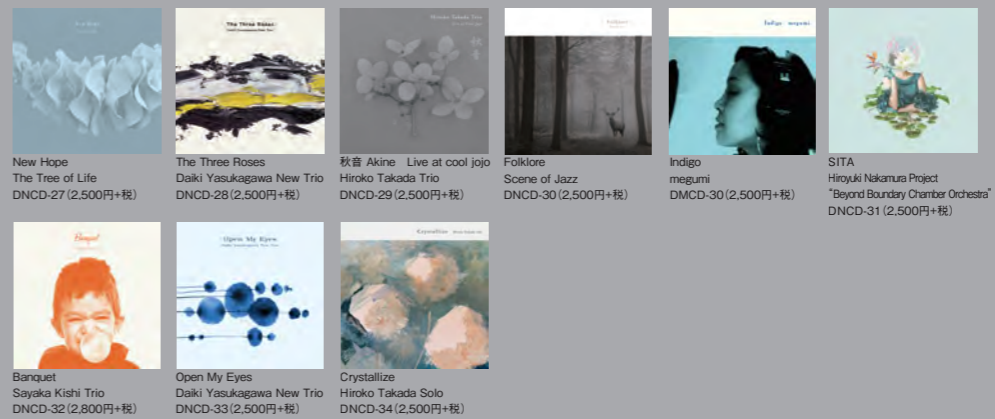 The Three Roses
Hiroko Takada Trio
秋音
Folklore
Indigo megumi
New Hope
The Tree of Life
DNCD-27（2,500円+税）
The Three Roses
Daiki Yasukagawa New Trio
DNCD-28（2,500円+税）
秋音 Akine　Live at cool jojo
Hiroko Takada Trio
DNCD-29（2,500円+税）
Folklore
Scene of Jazz
DNCD-30（2,500円+税）
Indigo
megumi
DMCD-30（2,500円+税）
SITA
Hiroyuki Nakamura Project
“Beyond Boundary Chamber Orchestra”
DNCD-31（2,500円+税）
Banquet
Open My Eyes
Crystallize
Banquet
Sayaka Kishi Trio
DNCD-32（2,800円+税）
Open My Eyes
Daiki Yasukagawa New Trio
DNCD-33（2,500円+税）
Crystallize
Hiroko Takada Solo
DNCD-34（2,500円+税）